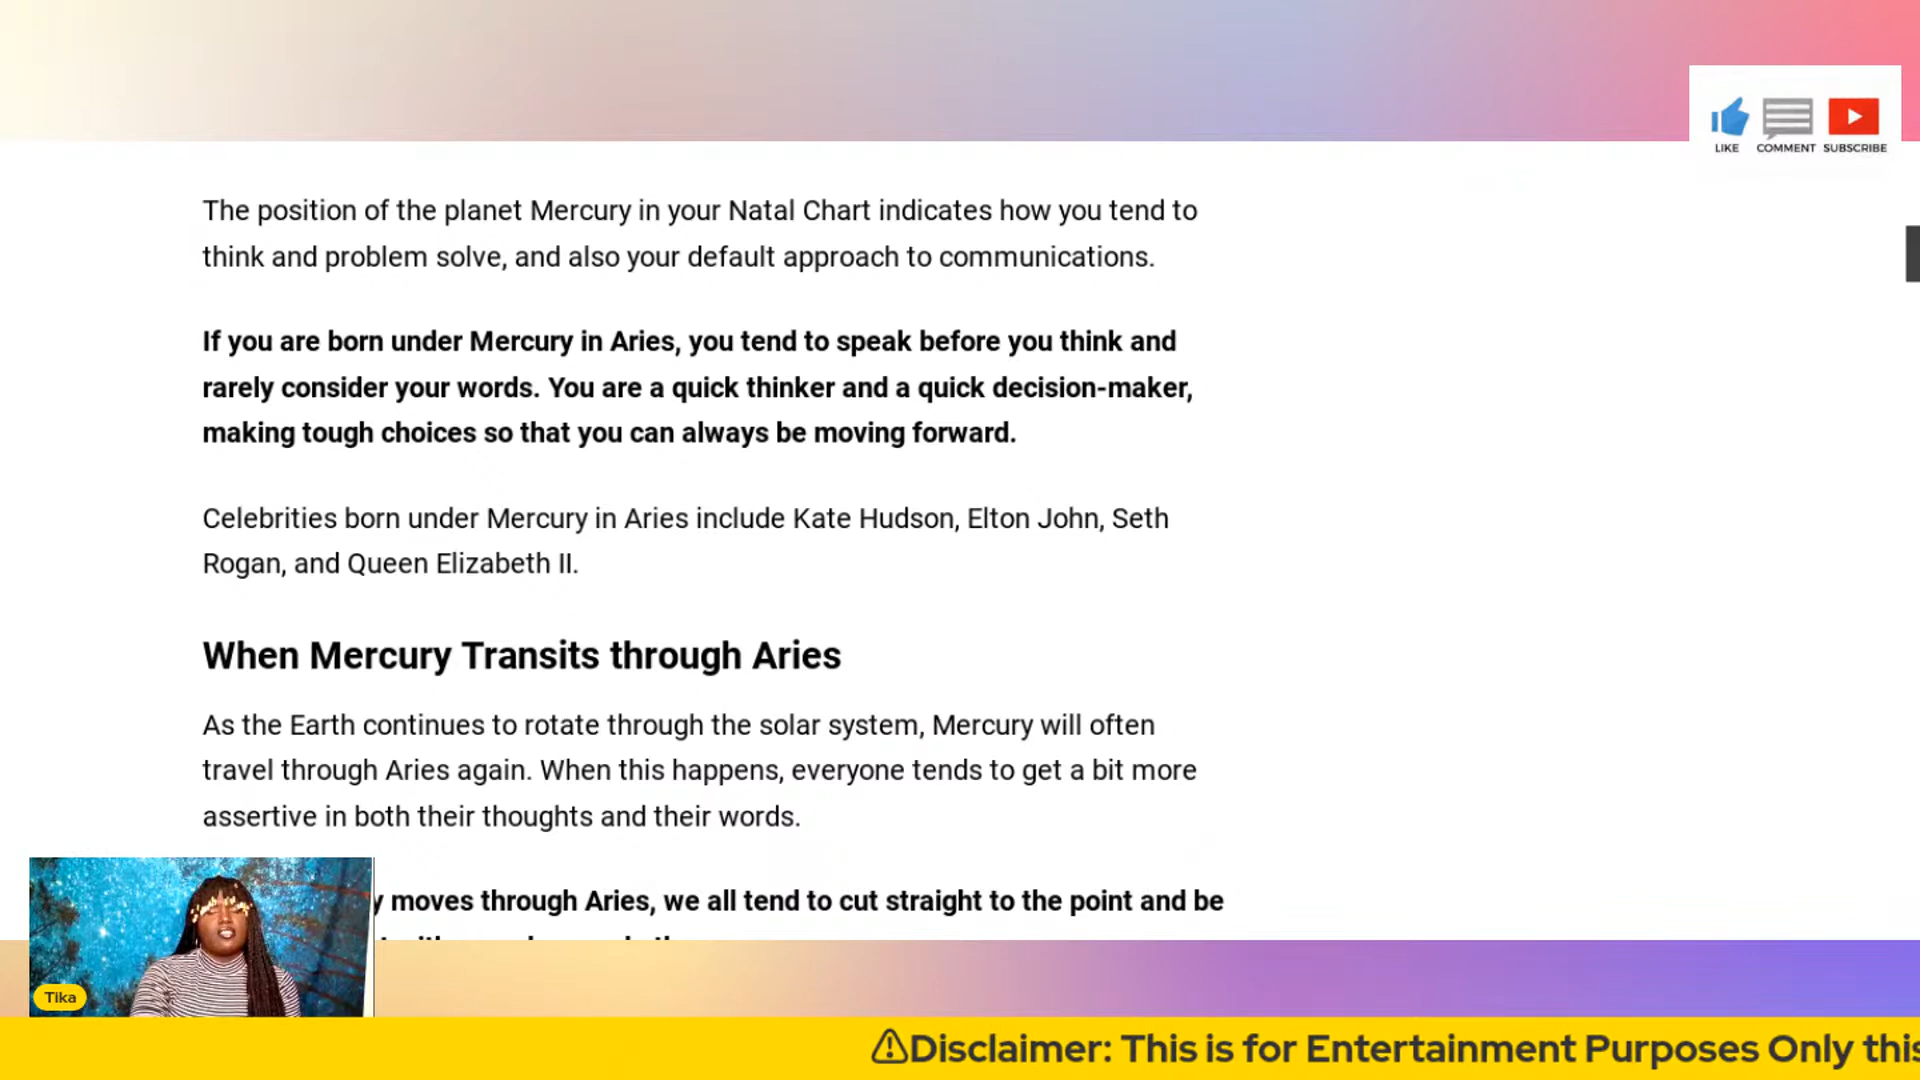 LIKE COMMENT SUBSCRIBE
The position of the planet Mercury in your Natal Chart indicates how you tend to
think and problem solve, and also your default approach to communications.
If you are born under Mercury in Aries, you tend to speak before you think and
rarely consider your words. You are a quick thinker and a quick decision-maker,
making tough choices so that you can always be moving forward.
Celebrities born under Mercury in Aries include Kate Hudson, Elton John, Seth
Rogan, and Queen Elizabeth II.
When Mercury Transits through Aries
As the Earth continues to rotate through the solar system, Mercury will often
travel through Aries again. When this happens, everyone tends to get a bit more
assertive in both their thoughts and their words.
y moves through Aries, we all tend to cut straight to the point and be
Tika
Disclaimer: This is for Entertainment Purposes Only this